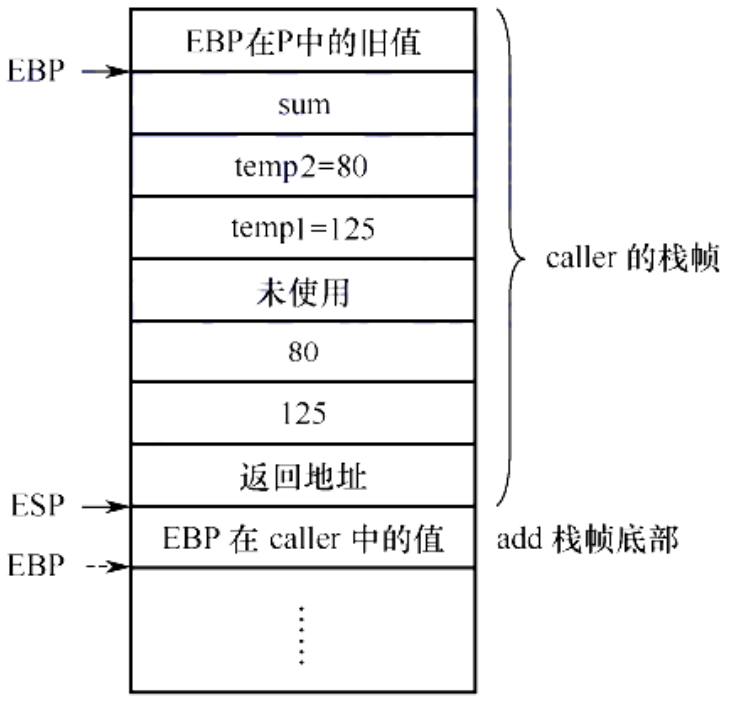 EBP在P中的旧值
EBP
sum
temp2=80
temp1=125
caller 的栈帧
未使用
80
125
返回地址
ESP
EBP 在 caller 中的值
add 栈帧底部
EBP